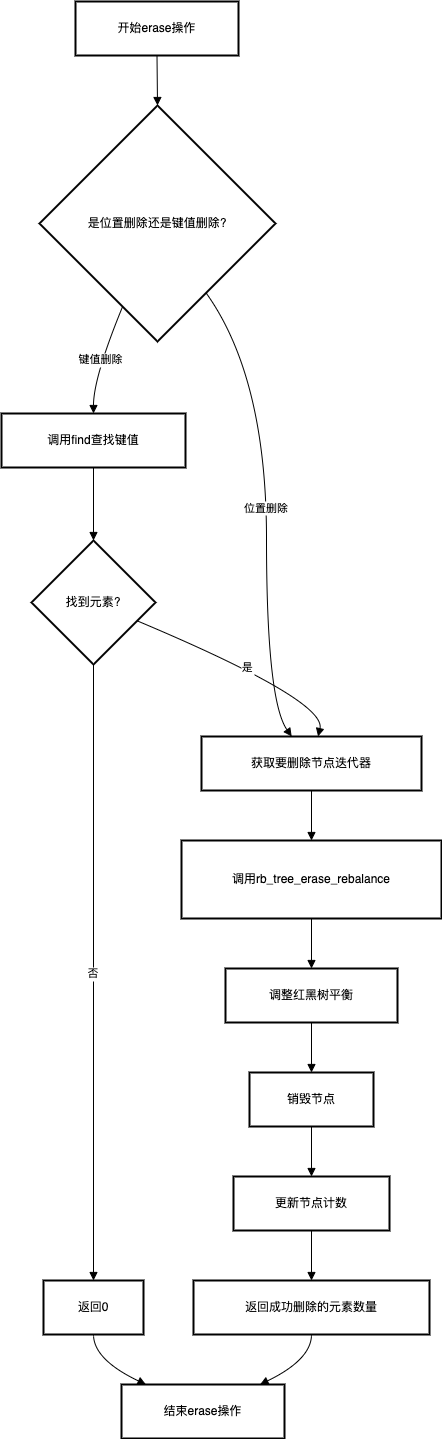 开始erase操作
是位置删除还是键值删除?
键值删除
调用find查找键值
位置删除
找到元素?
是
获取要删除节点迭代器
调用rb_tree_erase_rebalance
否
调整红黑树平衡
销毁节点
更新节点计数
返回0
返回成功删除的元素数量
结束erase操作